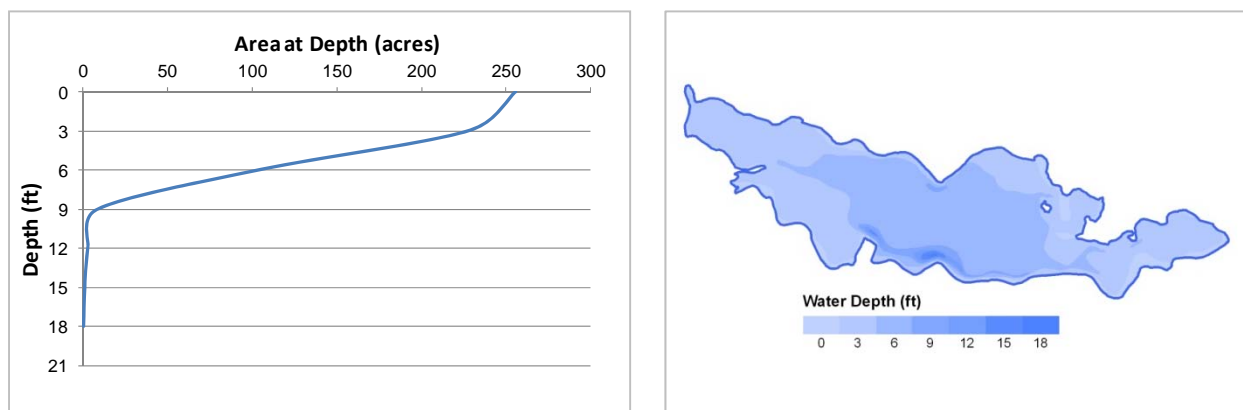 Area at Depth (acres)
0 50 100 150 200 250 300
0
3
6
9
12
15
18
21
Depth (ft)
Water Depth (ft)
0 3 6 9 12 15 18